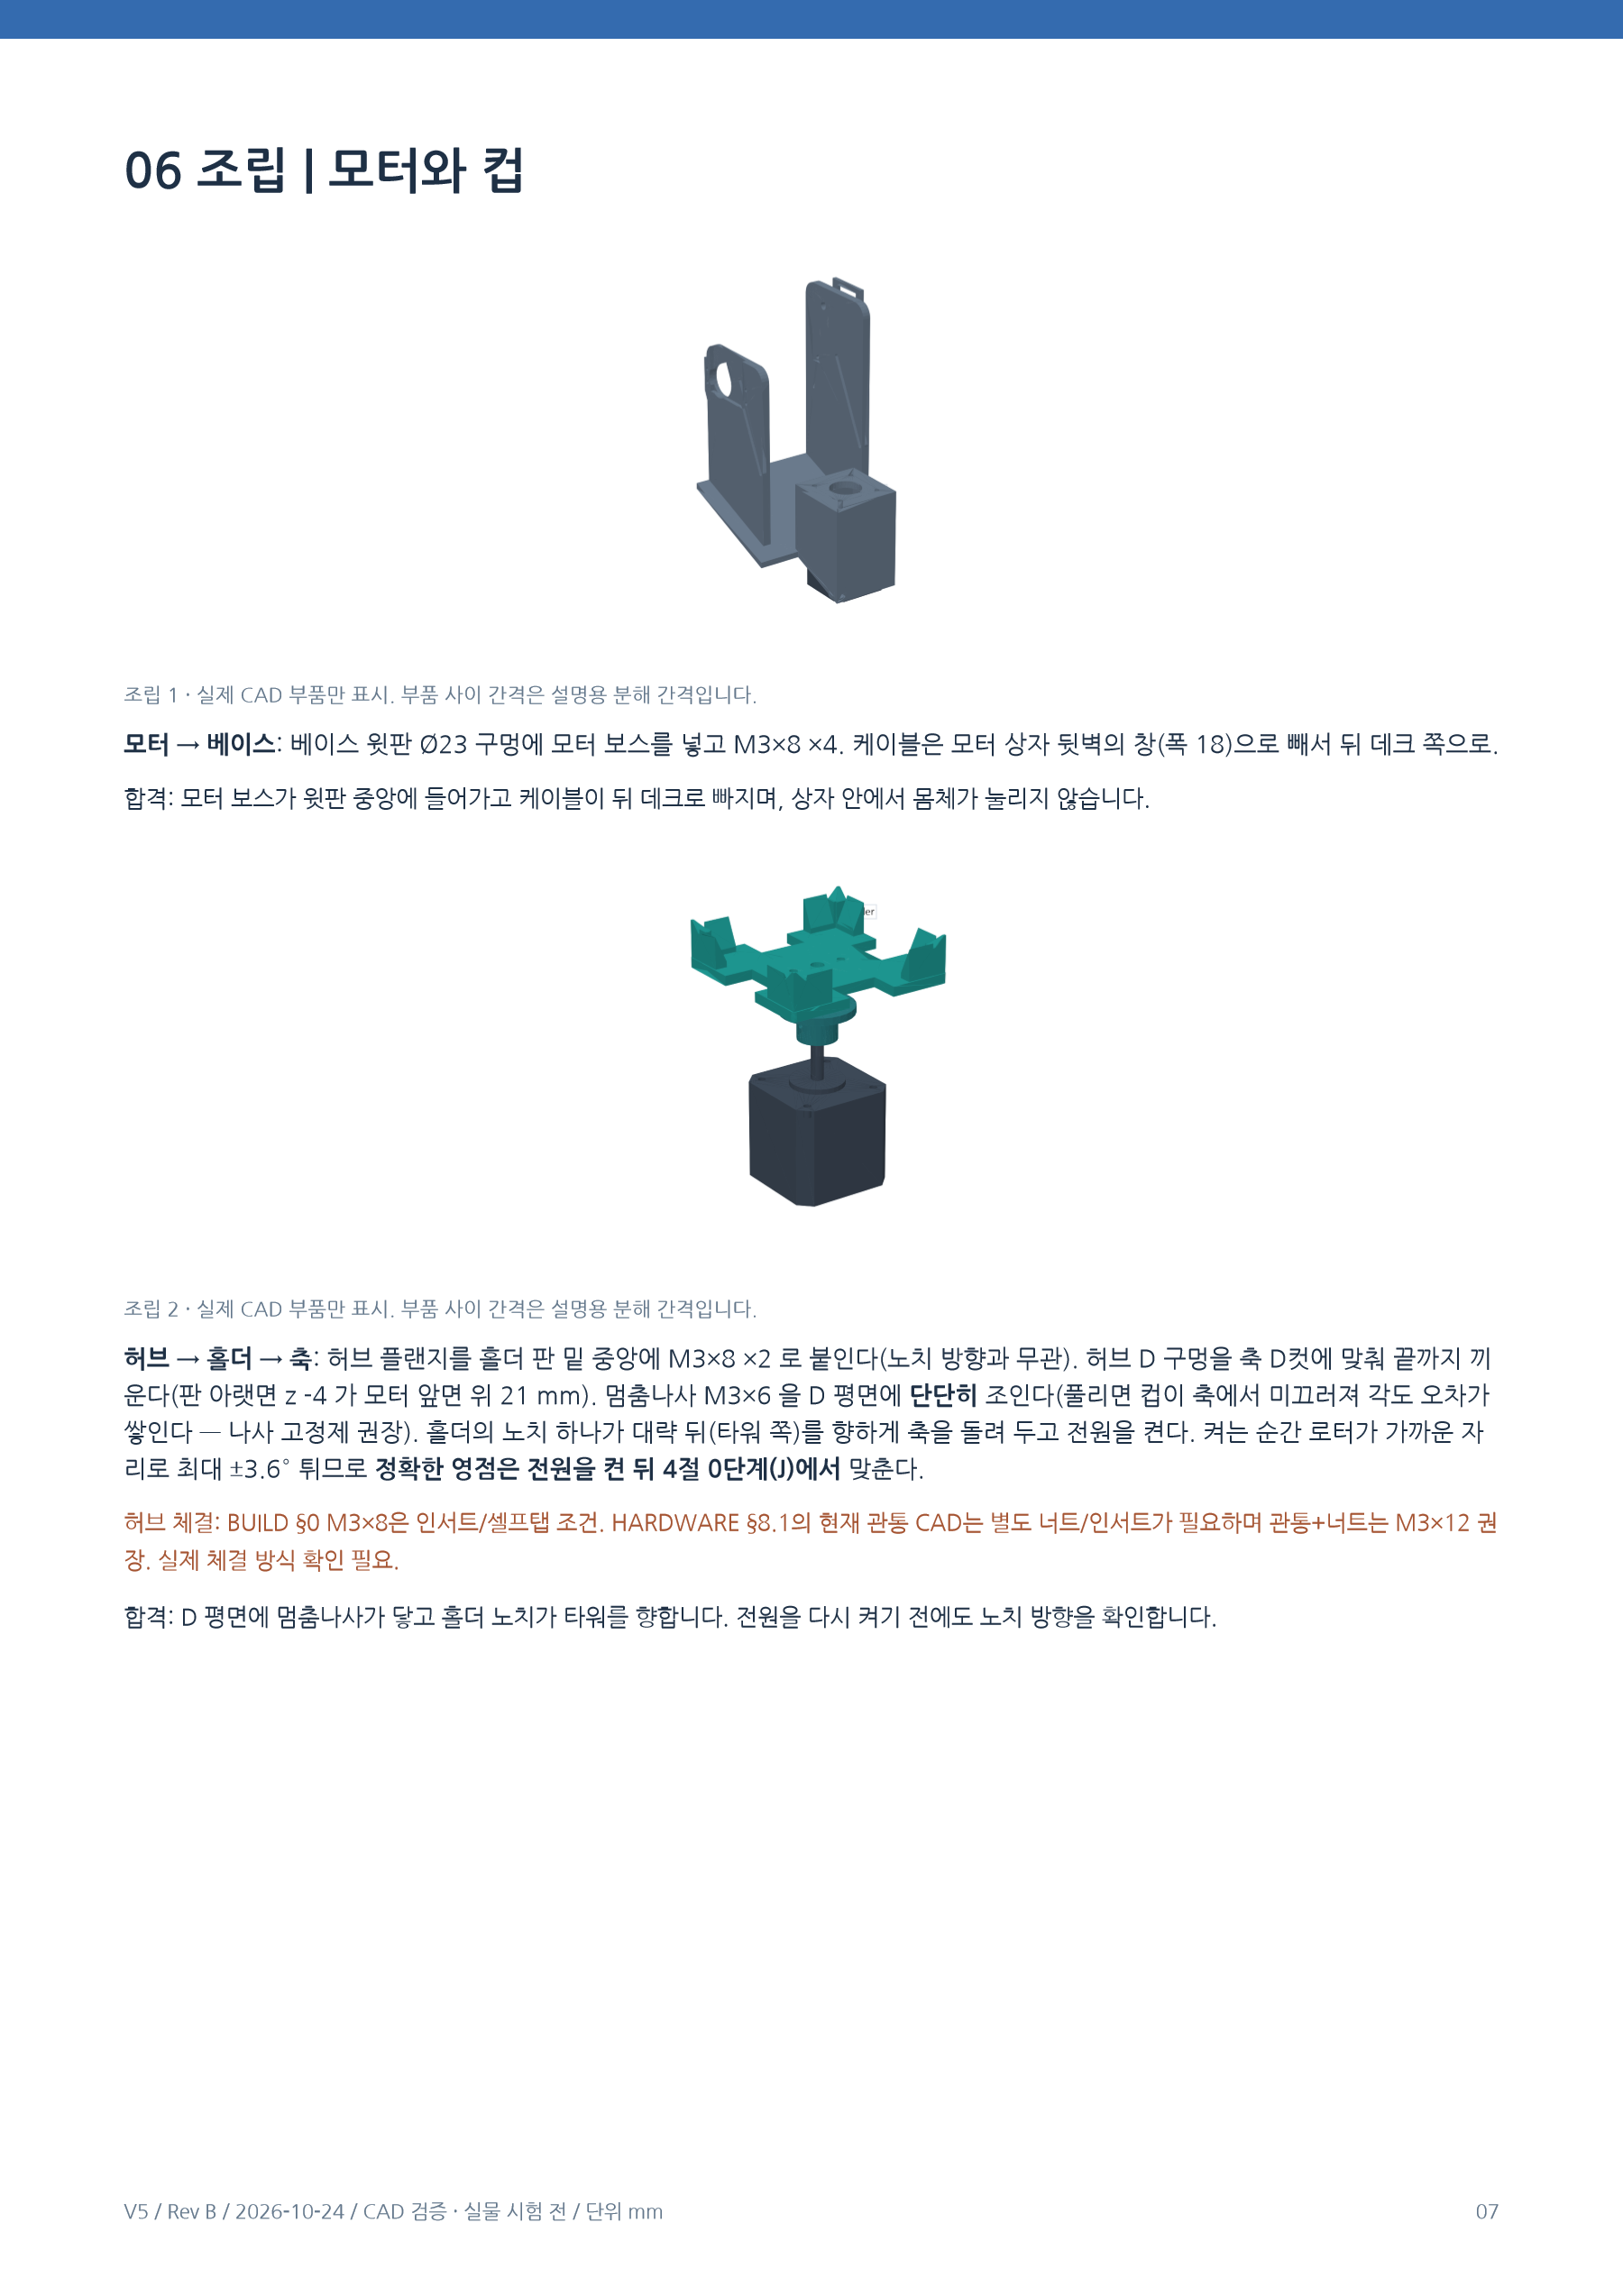 06 조립 | 모터와 컵
조립 1 · 실제 CAD 부품만 표시. 부품 사이 간격은 설명용 분해 간격입니다.
모터 → 베이스: 베이스 윗판 Ø23 구멍에 모터 보스를 넣고 M3×8 ×4. 케이블은 모터 상자 뒷벽의 창(폭 18)으로 빼서 뒤 데크 쪽으로.
합격: 모터 보스가 윗판 중앙에 들어가고 케이블이 뒤 데크로 빠지며, 상자 안에서 몸체가 눌리지 않습니다.
조립 2 · 실제 CAD 부품만 표시. 부품 사이 간격은 설명용 분해 간격입니다.
허브 → 홀더 → 축: 허브 플랜지를 홀더 판 밑 중앙에 M3×8 ×2 로 붙인다(노치 방향과 무관). 허브 D 구멍을 축 D컷에 맞춰 끝까지 끼
운다(판 아랫면 z -4 가 모터 앞면 위 21 mm). 멈춤나사 M3×6 을 D 평면에 단단히 조인다(풀리면 컵이 축에서 미끄러져 각도 오차가
쌓인다 — 나사 고정제 권장). 홀더의 노치 하나가 대략 뒤(타워 쪽)를 향하게 축을 돌려 두고 전원을 켠다. 켜는 순간 로터가 가까운 자
리로 최대 ±3.6° 튀므로 정확한 영점은 전원을 켠 뒤 4절 0단계(J)에서 맞춘다.
허브 체결: BUILD §0 M3×8은 인서트/셀프탭 조건. HARDWARE §8.1의 현재 관통 CAD는 별도 너트/인서트가 필요하며 관통+너트는 M3×12 권
장. 실제 체결 방식 확인 필요.
합격: D 평면에 멈춤나사가 닿고 홀더 노치가 타워를 향합니다. 전원을 다시 켜기 전에도 노치 방향을 확인합니다.
V5 / Rev B / 2026-10-24 / CAD 검증 · 실물 시험 전 / 단위 mm
07